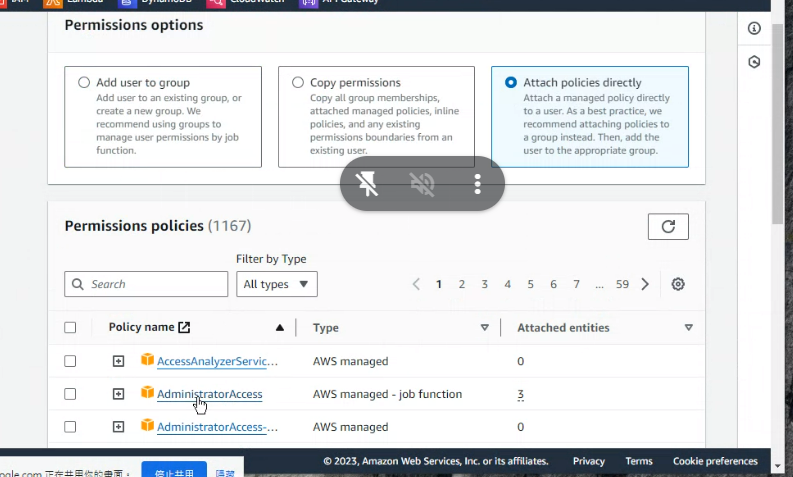 IAM Lambda DynamoDB CloudWatch API Gateway
Permissions options
Add user to group
Add user to an existing group, or
create a new group. We
recommend using groups to
manage user permissions by job
function.
Copy permissions
Copy all group memberships,
attached managed policies, inline
policies, and any existing
permissions boundaries from an
existing user.
Attach policies directly
Attach a managed policy directly
to a user. As a best practice, we
recommend attaching policies to
a group instead. Then, add the
user to the appropriate group.
Permissions policies (1167)
Filter by Type
Search
All types
1 2 3 4 5 6 7 ... 59
Policy name Type Attached entities
AccessAnalyzerServic... AWS managed 0
AdministratorAccess AWS managed - job function 3
AdministratorAccess-... AWS managed 0
© 2023, Amazon Web Services, Inc. or its affiliates. Privacy Terms Cookie preferences
ogle.com 正在共用你的畫面。 停止共用 隱藏